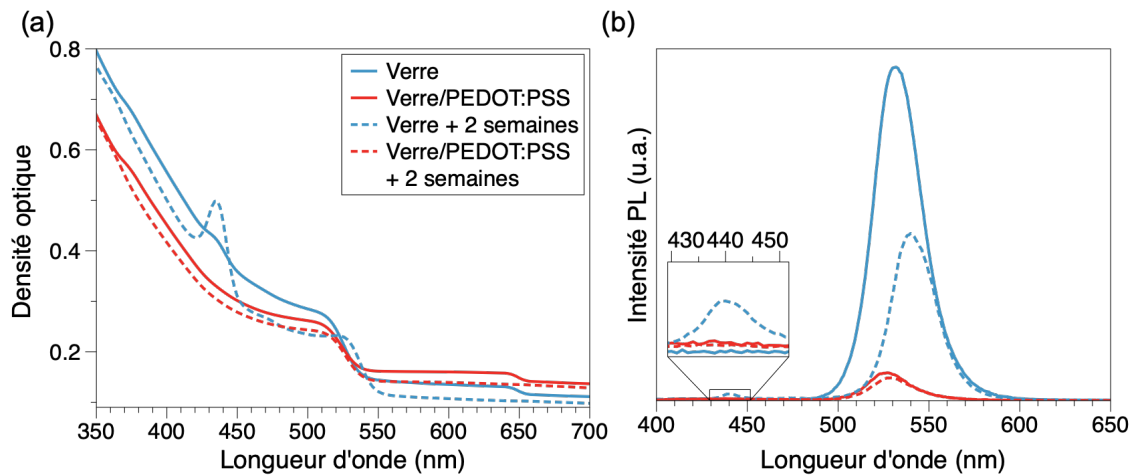 (a)
Densité optique
0.8
0.6
0.4
0.2
Verre
Verre/PEDOT:PSS
Verre + 2 semaines
Verre/PEDOT:PSS
+ 2 semaines
350 400 450 500 550 600 650 700
Longueur d'onde (nm)
(b)
Intensité PL (u.a.)
430 440 450
400 450 500 550 600 650
Longueur d'onde (nm)